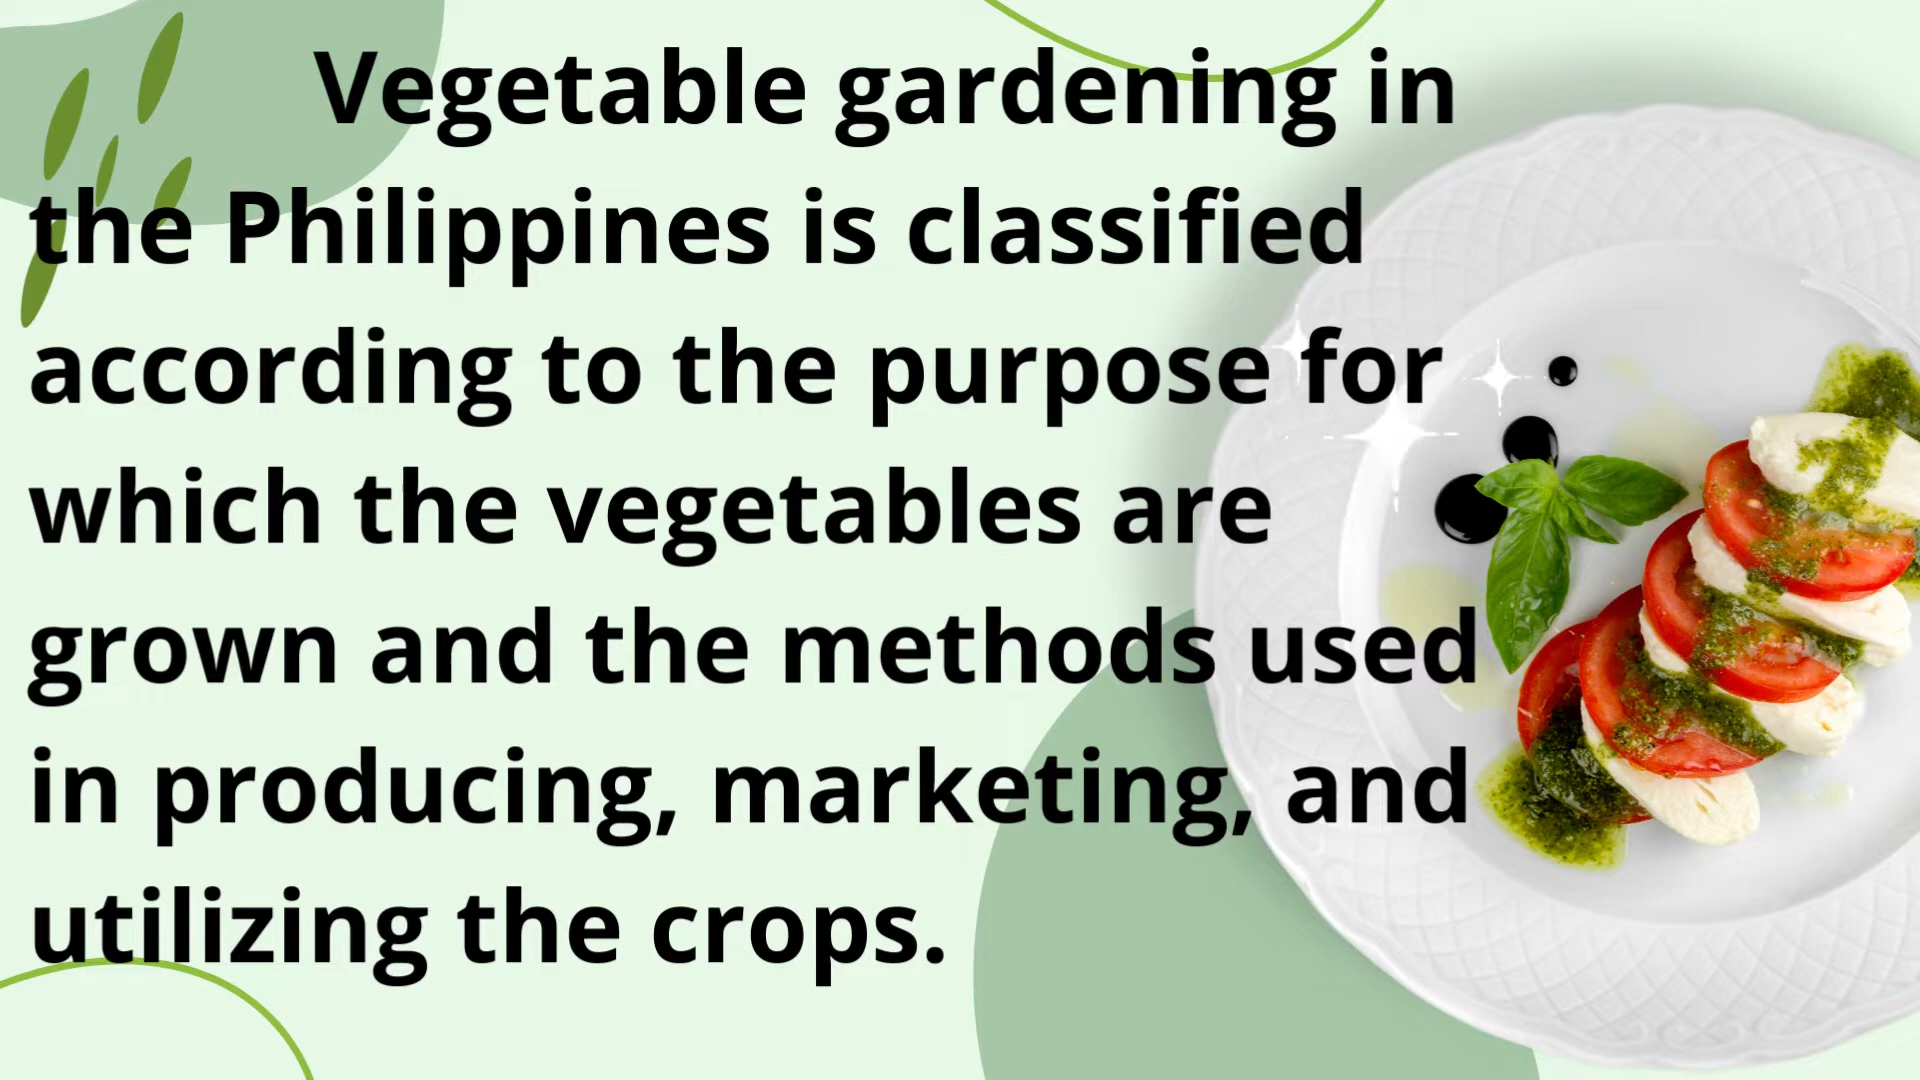 Vegetable gardening in
the Philippines is classified
according to the purpose for
which the vegetables are
grown and the methods used
in producing, marketing, and
utilizing the crops.